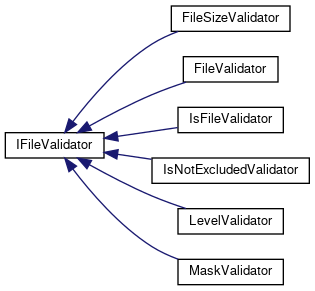 FileSizeValidator
FileValidator
IsFileValidator
IFileValidator
IsNotExcludedValidator
LevelValidator
MaskValidator